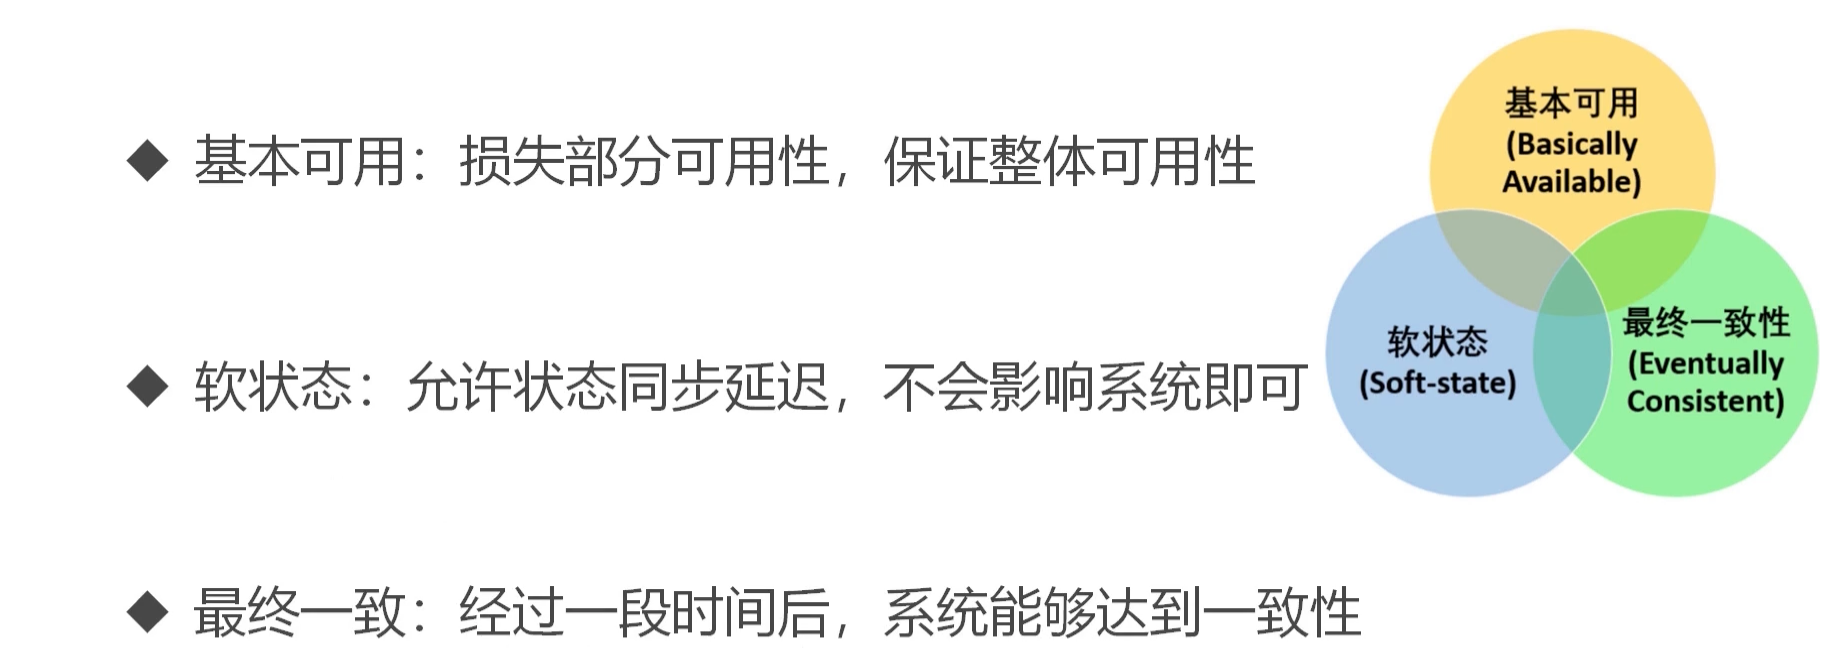 ◆ 基本可用：损失部分可用性，保证整体可用性
◆ 软状态：允许状态同步延迟，不会影响系统即可
◆ 最终一致：经过一段时间后，系统能够达到一致性
基本可用
(Basically
Available)
软状态
(Soft-state)
最终一致性
(Eventually
Consistent)